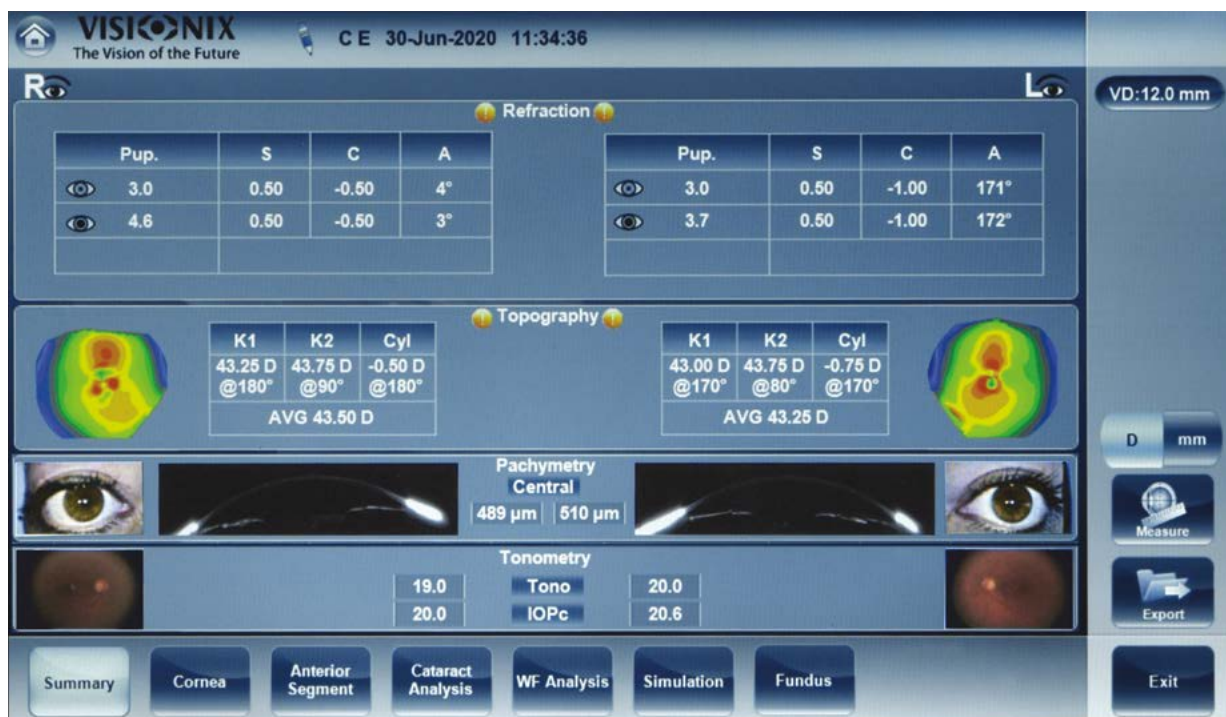 VISIONIX
The Vision of the Future
C E 30-Jun-2020 11:34:36
R
L
VD:12.0 mm
Refraction
Pup. S C A
3.0 0.50 -0.50 4°
4.6 0.50 -0.50 3°
Pup. S C A
3.0 0.50 -1.00 171°
3.7 0.50 -1.00 172°
Topography
K1 K2 Cyl
43.25 D 43.75 D -0.50 D
@180° @90° @180°
AVG 43.50 D
K1 K2 Cyl
43.00 D 43.75 D -0.75 D
@170° @80° @170°
AVG 43.25 D
D mm
Pachymetry
Central
489 µm 510 µm
Measure
Tonometry
19.0 Tono 20.0
20.0 IOPc 20.6
Export
Summary
Cornea
Anterior
Segment
Cataract
Analysis
WF Analysis
Simulation
Fundus
Exit